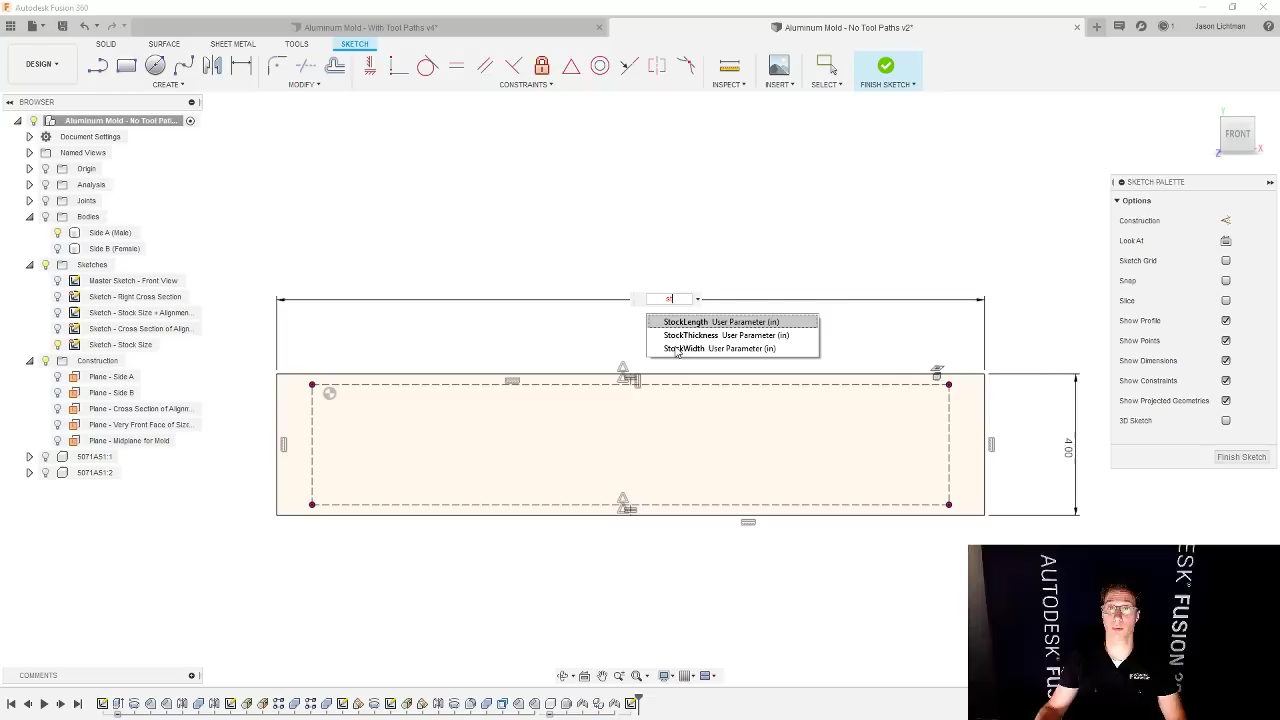 Autodesk Fusion 360
Aluminum Mold - With Tool Paths v4*
Aluminum Mold - No Tool Paths v2*
1
Jason Lichtman
DESIGN
SOLID
SURFACE
SHEET METAL
TOOLS
SKETCH
CREATE
MODIFY
CONSTRAINTS
INSPECT
INSERT
SELECT
FINISH SKETCH
BROWSER
Aluminum Mold - No Tool Pati...
Document Settings
Named Views
Origin
Analysis
Joints
Bodies
Side A (Male)
Side B (Female)
Sketches
Master Sketch - Front View
Sketch - Right Cross Section
Sketch - Stock Size + Alignmen...
Sketch - Cross Section of Align...
Sketch - Stock Size
Construction
Plane - Side A
Plane - Side B
Plane - Cross Section of Alignm...
Plane - Very Front Face of Size...
Plane - Midplane for Mold
5071A51:1
5071A51:2
COMMENTS
st
StockLength User Parameter (in)
StockThickness User Parameter (in)
StockWidth User Parameter (in)
4.00
Y
FRONT
Z
X
SKETCH PALETTE
Options
Construction
Look At
Sketch Grid
Snap
Slice
Show Profile
Show Points
Show Dimensions
Show Constraints
Show Projected Geometries
3D Sketch
Finish Sketch
AUTODESK
DESK® FUSION